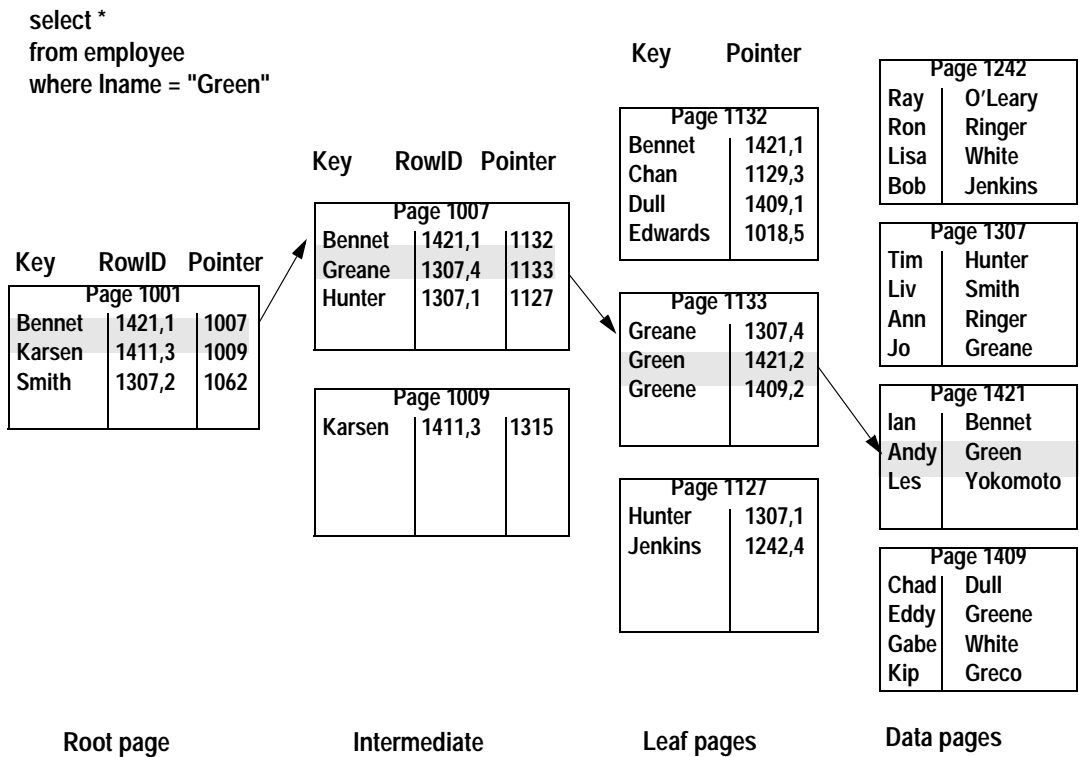 select *
from employee
where lname = "Green"
Key RowID Pointer
Page 1001
Bennet 1421,1 1007
Karsen 1411,3 1009
Smith 1307,2 1062
Root page
Key RowID Pointer
Page 1007
Bennet 1421,1 1132
Greane 1307,4 1133
Hunter 1307,1 1127
Page 1009
Karsen 1411,3 1315
Intermediate
Key Pointer
Page 1132
Bennet 1421,1
Chan 1129,3
Dull 1409,1
Edwards 1018,5
Page 1133
Greane 1307,4
Green 1421,2
Greene 1409,2
Page 1127
Hunter 1307,1
Jenkins 1242,4
Leaf pages
Page 1242
Ray O'Leary
Ron Ringer
Lisa White
Bob Jenkins
Page 1307
Tim Hunter
Liv Smith
Ann Ringer
Jo Greane
Page 1421
Ian Bennet
Andy Green
Les Yokomoto
Page 1409
Chad Dull
Eddy Greene
Gabe White
Kip Greco
Data pages